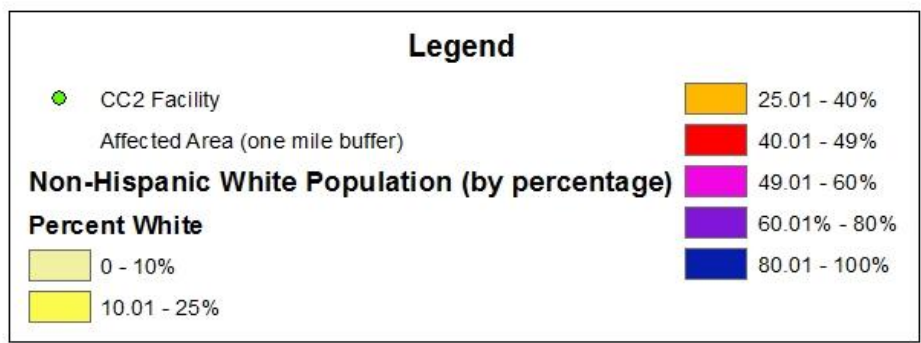 Legend
CC2 Facility
Affected Area (one mile buffer)
Non-Hispanic White Population (by percentage)
Percent White
0 - 10%
10.01 - 25%
25.01 - 40%
40.01 - 49%
49.01 - 60%
60.01% - 80%
80.01 - 100%